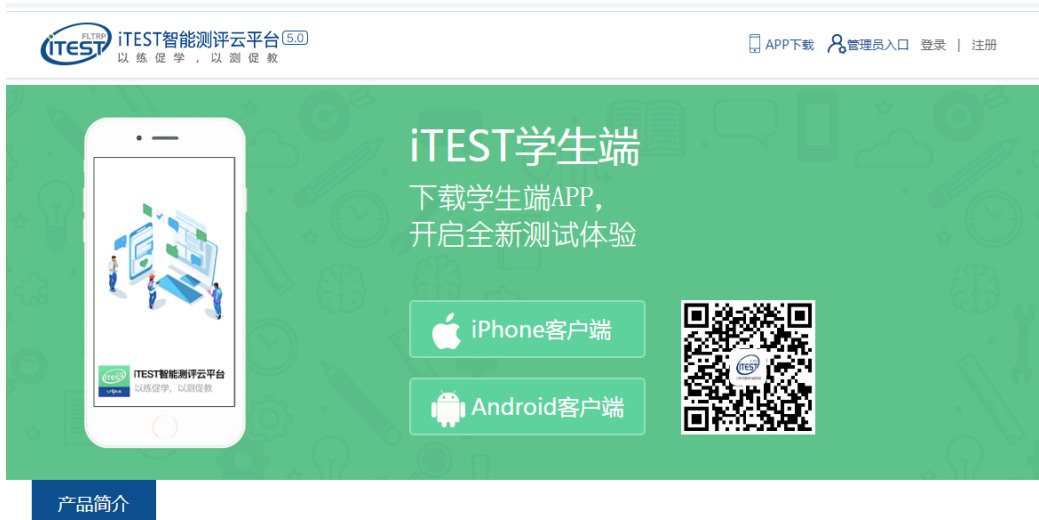 FLTRP
iTEST
iTEST智能测评云平台 5.0
以练促学，以测促教
APP下载 管理员入口 登录 | 注册
iTEST学生端
下载学生端APP，
开启全新测试体验
iPhone客户端
Android客户端
iTEST
iTEST
unipus
iTEST智能测评云平台
以练促学，以测促教
产品简介